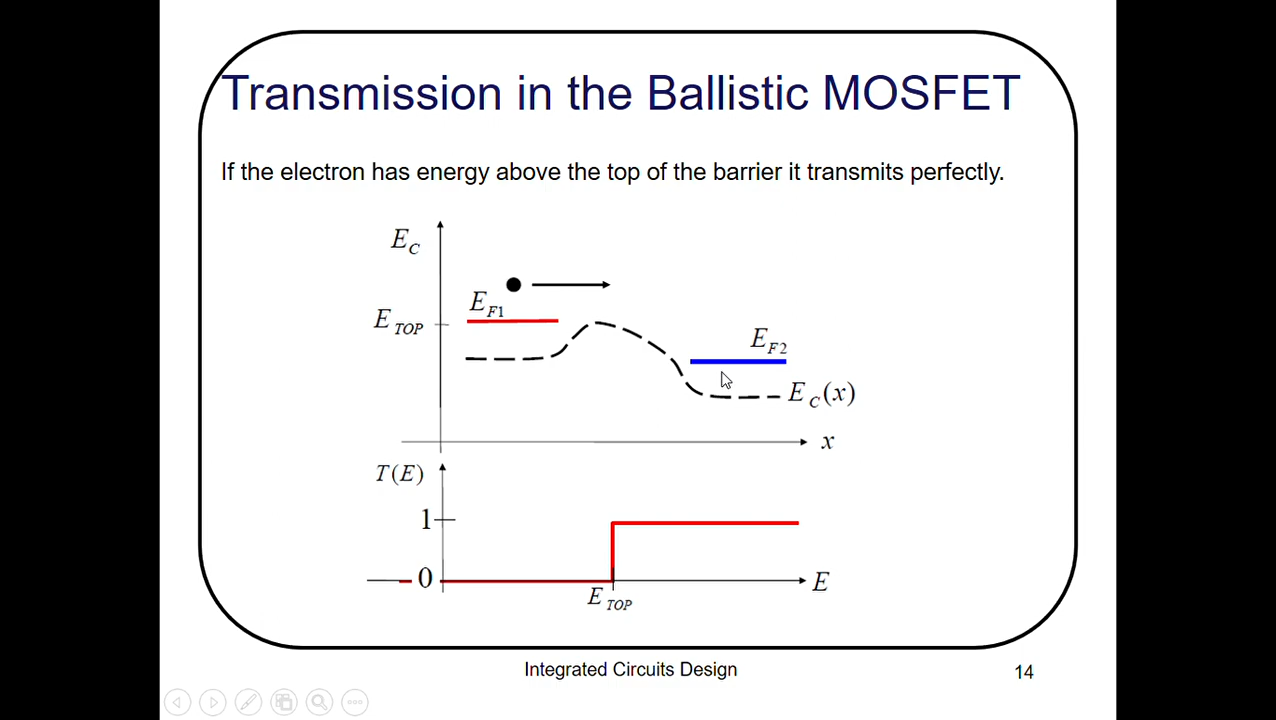 Transmission in the Ballistic MOSFET
If the electron has energy above the top of the barrier it transmits perfectly.
E_C
E_F1
E_TOP
E_F2
E_C(x)
x
T(E)
1
0
E
E_TOP
Integrated Circuits Design
14